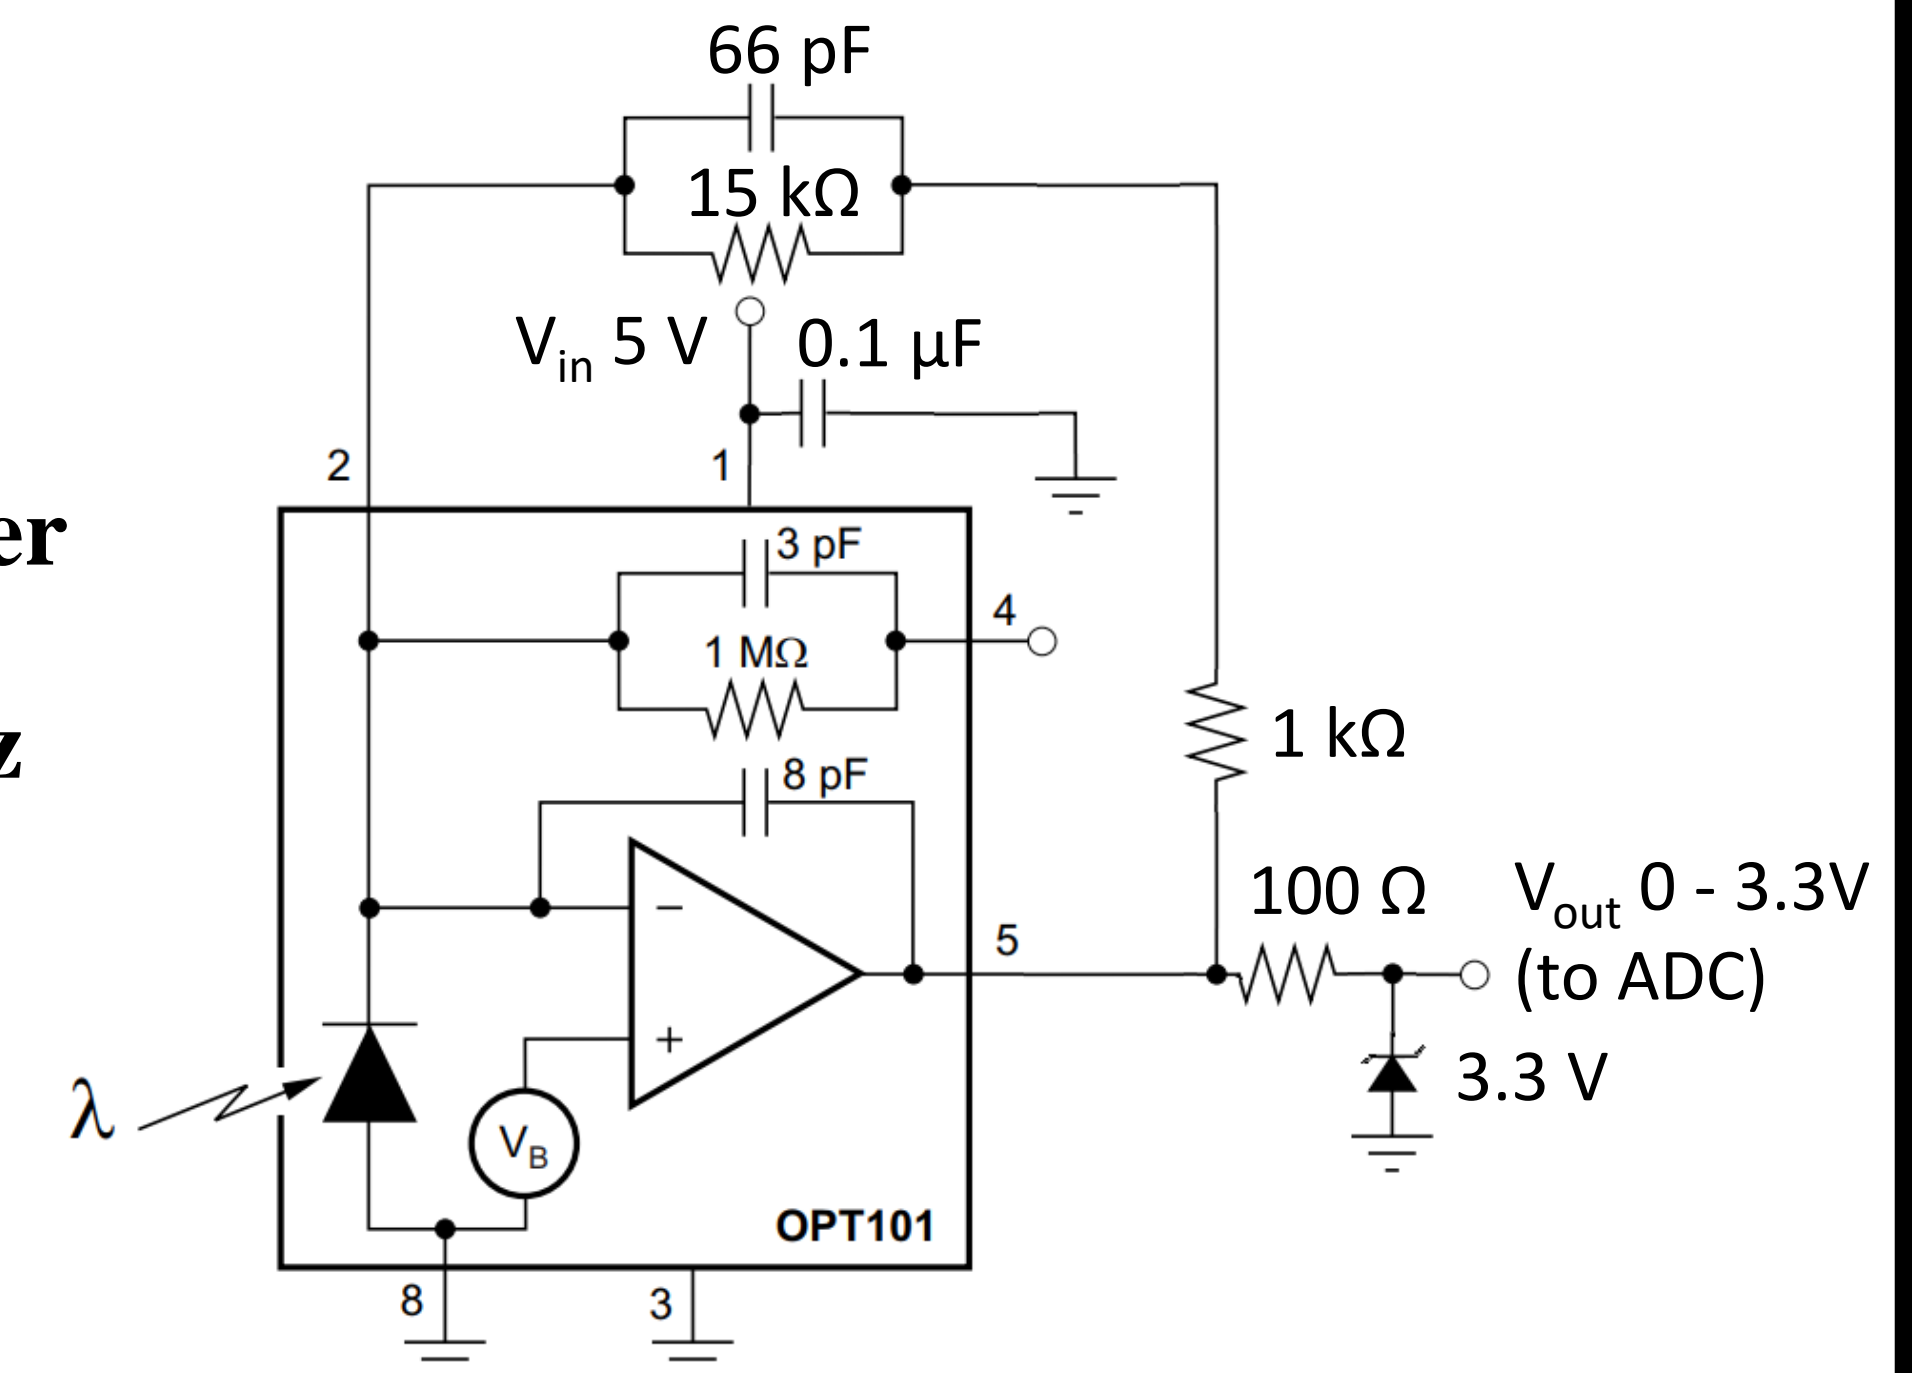 66 pF
15 kΩ
Vin 5 V
0.1 µF
2
1
er
3 pF
4
1 MΩ
z
1 kΩ
8 pF
100 Ω
Vout 0 - 3.3V
5
(to ADC)
−
+
λ
3.3 V
VB
OPT101
8
3